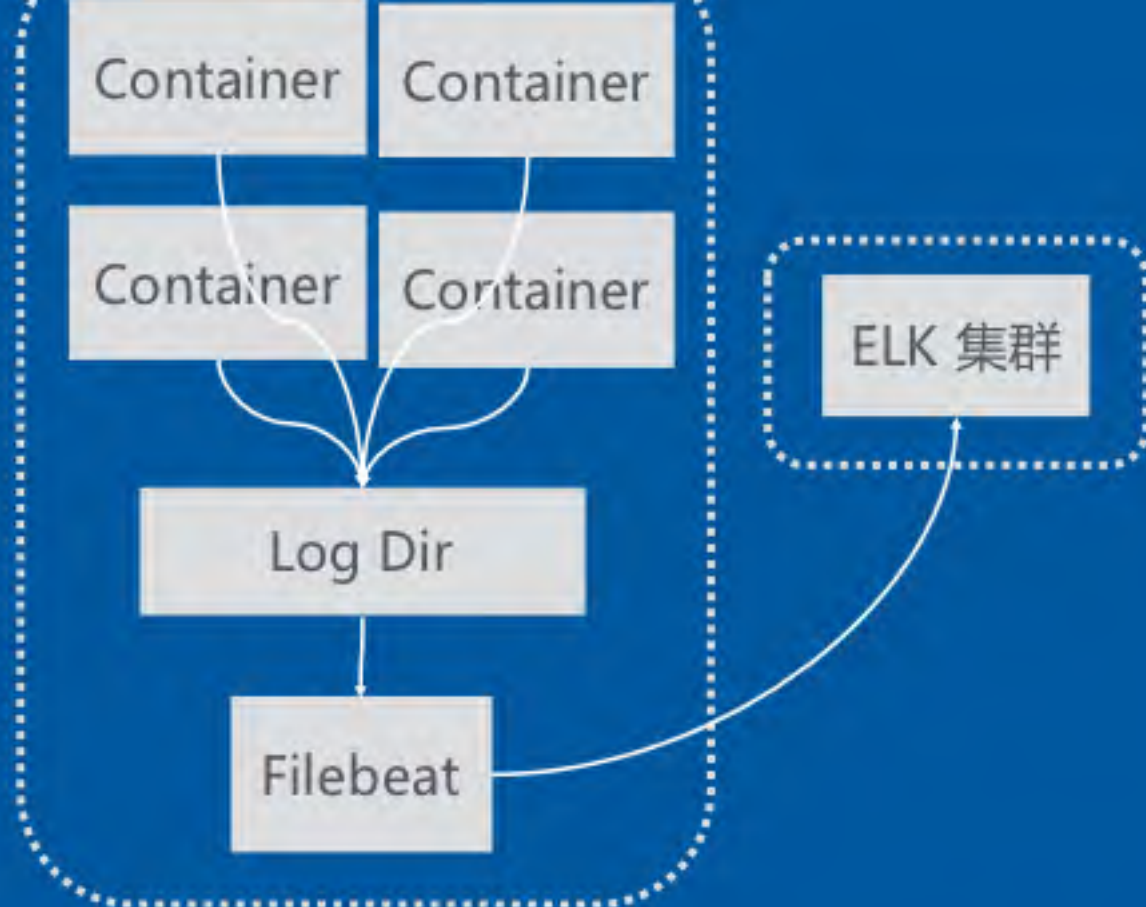 Container
Container
Container
Container
ELK 集群
Log Dir
Filebeat